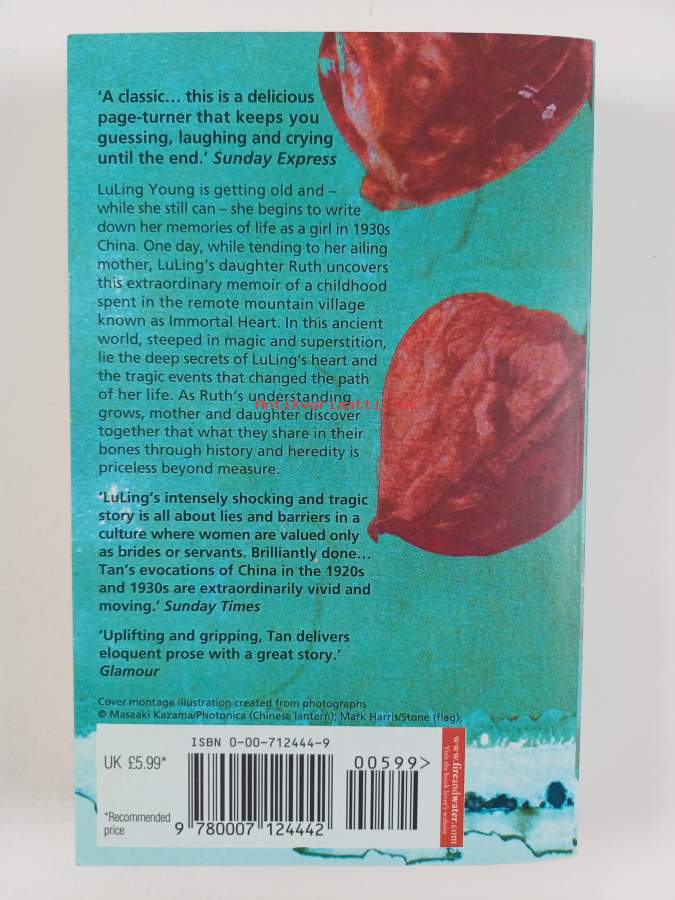 ‘A classic... this is a delicious
page-turner that keeps you
guessing, laughing and crying
until the end.’ Sunday Express
LuLing Young is getting old and –
while she still can – she begins to write
down her memories of life as a girl in 1930s
China. One day, while tending to her ailing
mother, LuLing’s daughter Ruth uncovers
this extraordinary memoir of a childhood
spent in the remote mountain village
known as Immortal Heart. In this ancient
world, steeped in magic and superstition,
lie the deep secrets of LuLing’s heart and
the tragic events that changed the path
of her life. As Ruth’s understanding
grows, mother and daughter discover
together that what they share in their
bones through history and heredity is
priceless beyond measure.
‘LuLing’s intensely shocking and tragic
story is all about lies and barriers in a
culture where women are valued only
as brides or servants. Brilliantly done...
Tan’s evocations of China in the 1920s
and 1930s are extraordinarily vivid and
moving.’ Sunday Times
‘Uplifting and gripping, Tan delivers
eloquent prose with a great story.’
Glamour
Cover montage illustration created from photographs
© Masaaki Kazama/Photonica (Chinese lantern); Mark Harris/Stone (flag);
ISBN 0-00-712444-9
UK £5.99*
00599>
*Recommended
price
9 780007 124442
www.fireandwater.com
Visit the book lover's website